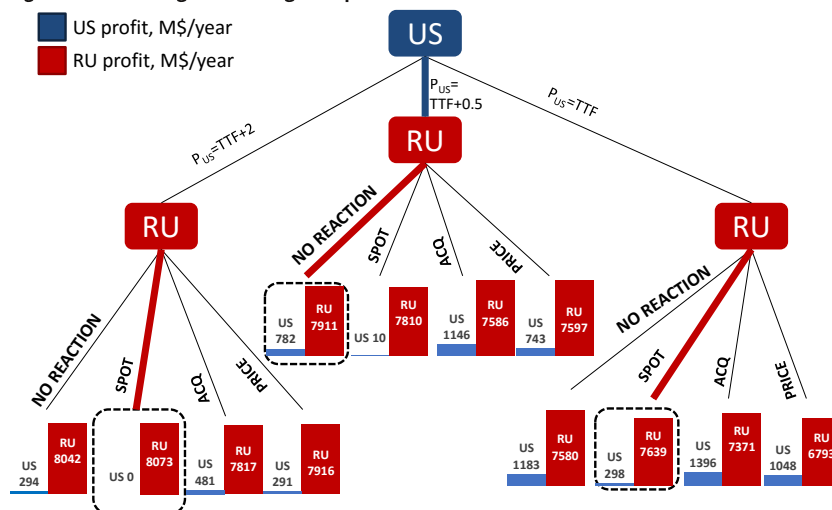 US profit, M$/year
RU profit, M$/year
US
P_US=TTF+2
P_US=
TTF+0.5
P_US=TTF
RU
RU
RU
NO REACTION
SPOT
ACQ
PRICE
US
782
RU
7911
US 10
RU
7810
US
1146
RU
7586
US
743
RU
7597
NO REACTION
SPOT
ACQ
PRICE
US
294
RU
8042
US 0
RU
8073
US
481
RU
7817
US
291
RU
7916
NO REACTION
SPOT
ACQ
PRICE
US
1183
RU
7580
US
298
RU
7639
US
1396
RU
7371
US
1048
RU
6793